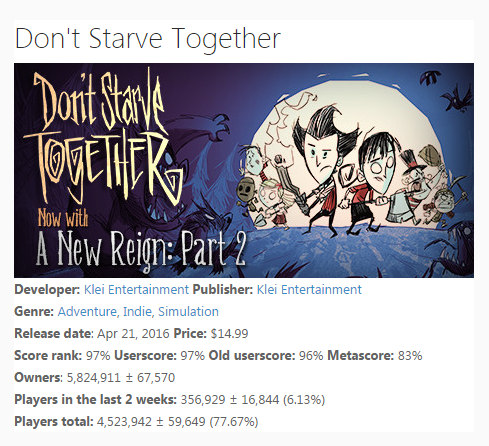 Don't Starve Together
Don't Starve
TOGETHER
Now with
A New Reign: Part 2
Developer: Klei Entertainment Publisher: Klei Entertainment
Genre: Adventure, Indie, Simulation
Release date: Apr 21, 2016 Price: $14.99
Score rank: 97% Userscore: 97% Old userscore: 96% Metascore: 83%
Owners: 5,824,911 ± 67,570
Players in the last 2 weeks: 356,929 ± 16,844 (6.13%)
Players total: 4,523,942 ± 59,649 (77.67%)